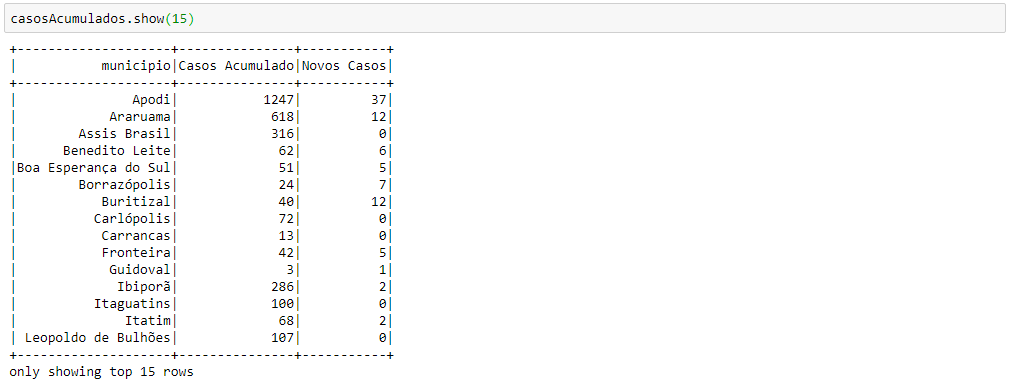 casosAcumulados.show(15)
+--------------------+---------------+-----------+
|           municipio|Casos Acumulado|Novos Casos|
+--------------------+---------------+-----------+
|               Apodi|           1247|         37|
|            Araruama|            618|         12|
|        Assis Brasil|            316|          0|
|      Benedito Leite|             62|          6|
|Boa Esperança do Sul|             51|          5|
|        Borrazópolis|             24|          7|
|           Buritizal|             40|         12|
|          Carlópolis|             72|          0|
|           Carrancas|             13|          0|
|           Fronteira|             42|          5|
|            Guidoval|              3|          1|
|             Ibiporã|            286|          2|
|          Itaguatins|            100|          0|
|              Itatim|             68|          2|
| Leopoldo de Bulhões|            107|          0|
+--------------------+---------------+-----------+
only showing top 15 rows